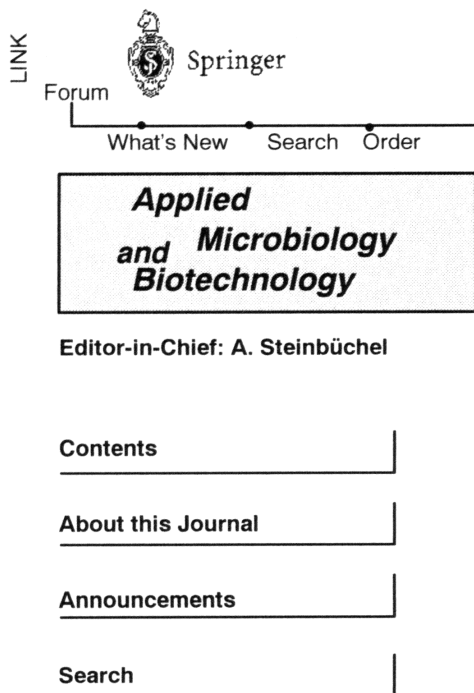 LINK
Springer
Forum
What's New Search Order
Applied
Microbiology
and
Biotechnology
Editor-in-Chief: A. Steinbüchel
Contents
About this Journal
Announcements
Search